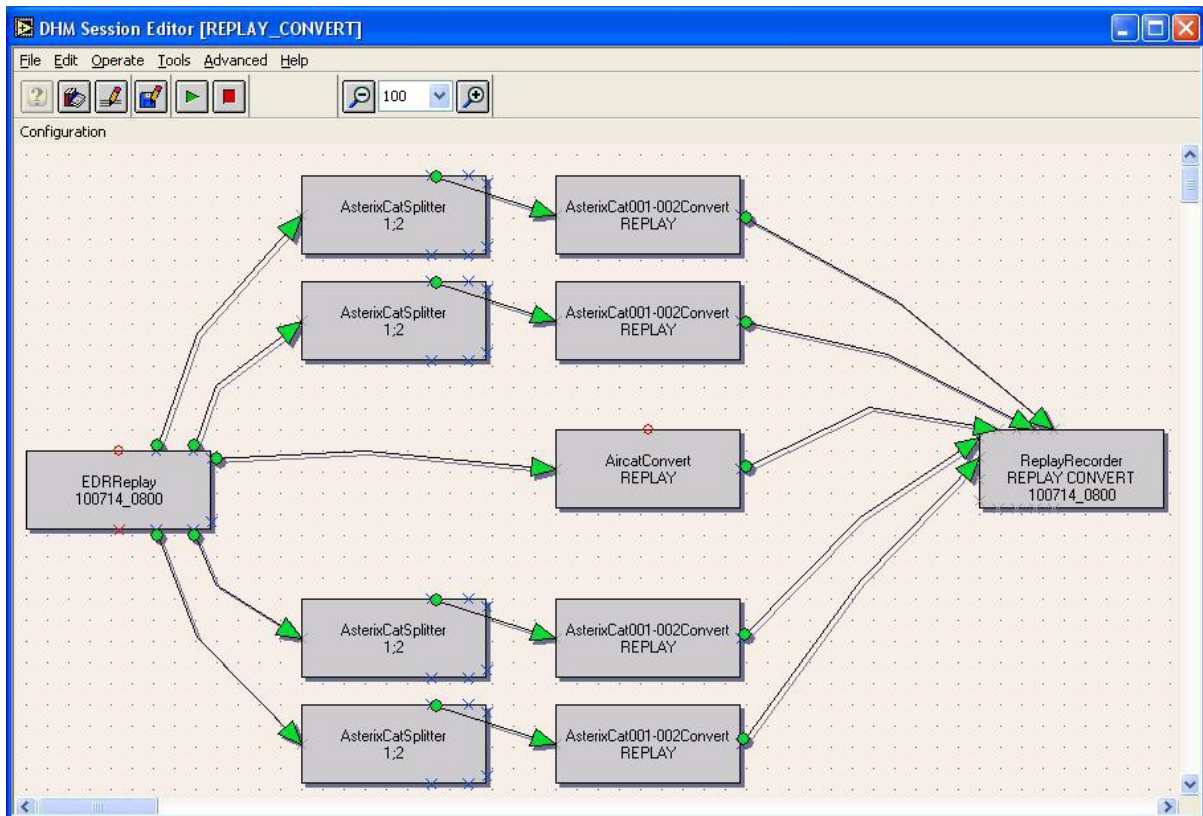 DHM Session Editor [REPLAY_CONVERT]
File Edit Operate Tools Advanced Help
?
100
Configuration
AsterixCatSplitter
1;2
AsterixCat001-002Convert
REPLAY
AsterixCatSplitter
1;2
AsterixCat001-002Convert
REPLAY
EDRReplay
100714_0800
AircatConvert
REPLAY
ReplayRecorder
REPLAY CONVERT
100714_0800
AsterixCatSplitter
1;2
AsterixCat001-002Convert
REPLAY
AsterixCatSplitter
1;2
AsterixCat001-002Convert
REPLAY